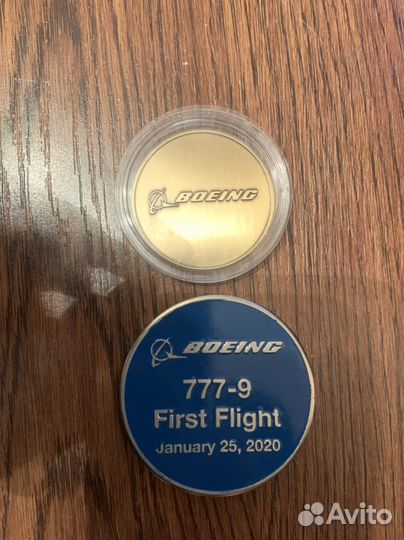 BOEING
BOEING
777-9
First Flight
January 25, 2020
Avito